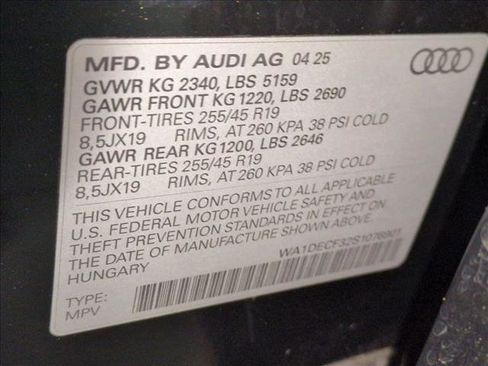 MFD. BY AUDI AG 04 25
GVWR KG 2340, LBS 5159
GAWR FRONT KG 1220, LBS 2690
FRONT-TIRES 255/45 R19
8,5JX19 RIMS, AT 260 KPA 38 PSI COLD
GAWR REAR KG1200, LBS 2646
REAR-TIRES 255/45 R19
8,5JX19 RIMS, AT 260 KPA 38 PSI COLD
THIS VEHICLE CONFORMS TO ALL APPLICABLE
U.S. FEDERAL MOTOR VEHICLE SAFETY AND
THEFT PREVENTION STANDARDS IN EFFECT ON
THE DATE OF MANUFACTURE SHOWN ABOVE.
HUNGARY
WA1DECF32S1076901
TYPE:
MPV